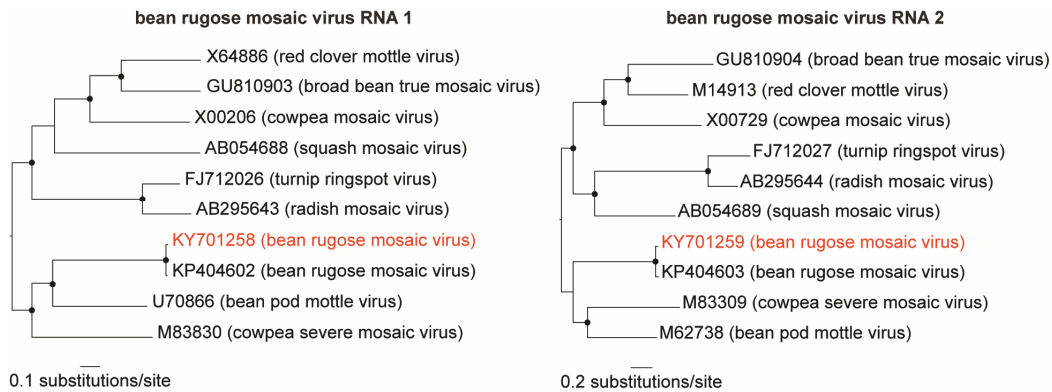 bean rugose mosaic virus RNA 1
X64886 (red clover mottle virus)
GU810903 (broad bean true mosaic virus)
X00206 (cowpea mosaic virus)
AB054688 (squash mosaic virus)
FJ712026 (turnip ringspot virus)
AB295643 (radish mosaic virus)
KY701258 (bean rugose mosaic virus)
KP404602 (bean rugose mosaic virus)
U70866 (bean pod mottle virus)
M83830 (cowpea severe mosaic virus)
0.1 substitutions/site
bean rugose mosaic virus RNA 2
GU810904 (broad bean true mosaic virus)
M14913 (red clover mottle virus)
X00729 (cowpea mosaic virus)
FJ712027 (turnip ringspot virus)
AB295644 (radish mosaic virus)
AB054689 (squash mosaic virus)
KY701259 (bean rugose mosaic virus)
KP404603 (bean rugose mosaic virus)
M83309 (cowpea severe mosaic virus)
M62738 (bean pod mottle virus)
0.2 substitutions/site